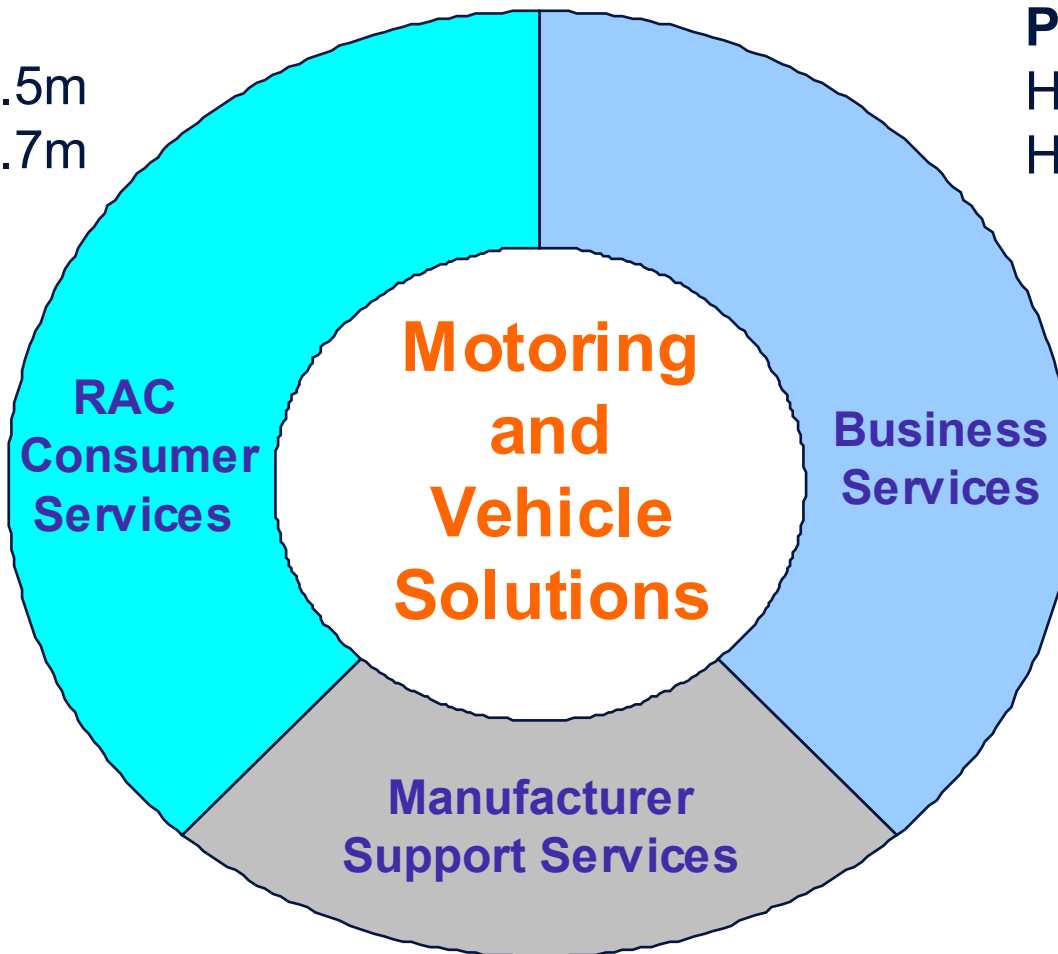 .5m
.7m
P
H
H
Motoring
and
Vehicle
Solutions
RAC
Consumer
Services
Business
Services
Manufacturer
Support Services